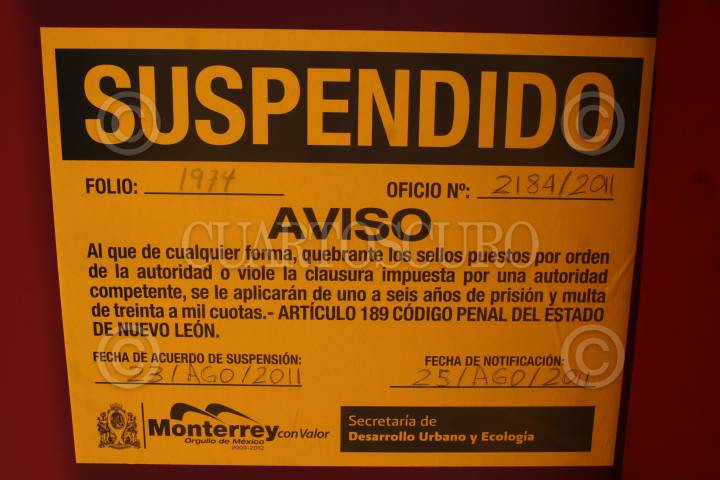 SUSPENDIDO
FOLIO: 1974 OFICIO Nº: 2184/2011
AVISO
CUARTOSCURO
Al que de cualquier forma, quebrante los sellos puestos por orden
de la autoridad o viole la clausura impuesta por una autoridad
competente, se le aplicarán de uno a seis años de prisión y multa
de treinta a mil cuotas.- ARTÍCULO 189 CÓDIGO PENAL DEL ESTADO
DE NUEVO LEÓN.
FECHA DE ACUERDO DE SUSPENSIÓN: FECHA DE NOTIFICACIÓN:
23/AGO/2011 25/AGO/2011
Monterrey con Valor
Orgullo de México
2009-2012
Secretaría de
Desarrollo Urbano y Ecología